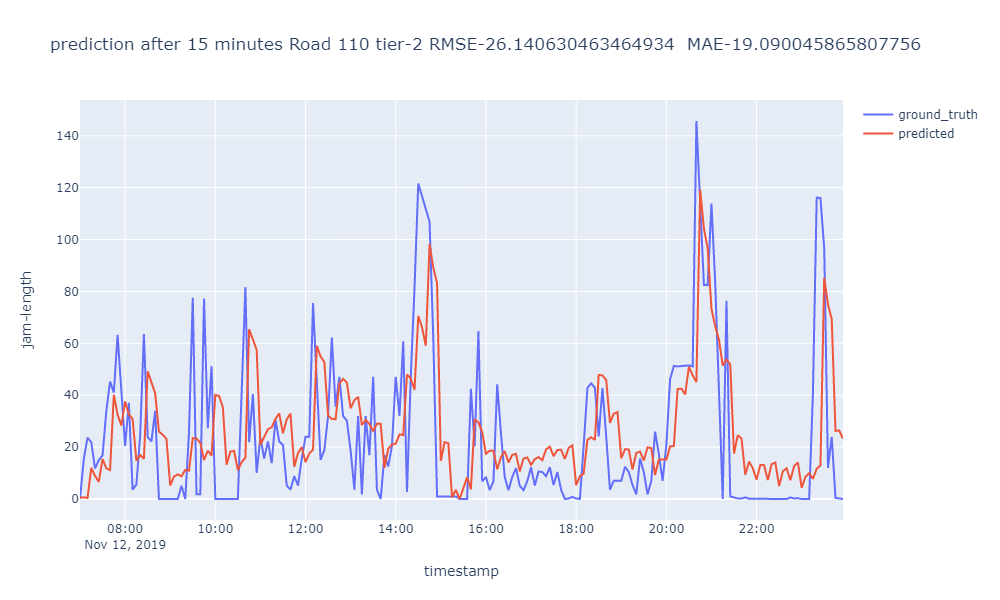 prediction after 15 minutes Road 110 tier-2 RMSE-26.140630463464934  MAE-19.090045865807756
ground_truth
predicted
140
120
100
80
60
40
20
0
jam-length
08:00 10:00 12:00 14:00 16:00 18:00 20:00 22:00
Nov 12, 2019
timestamp